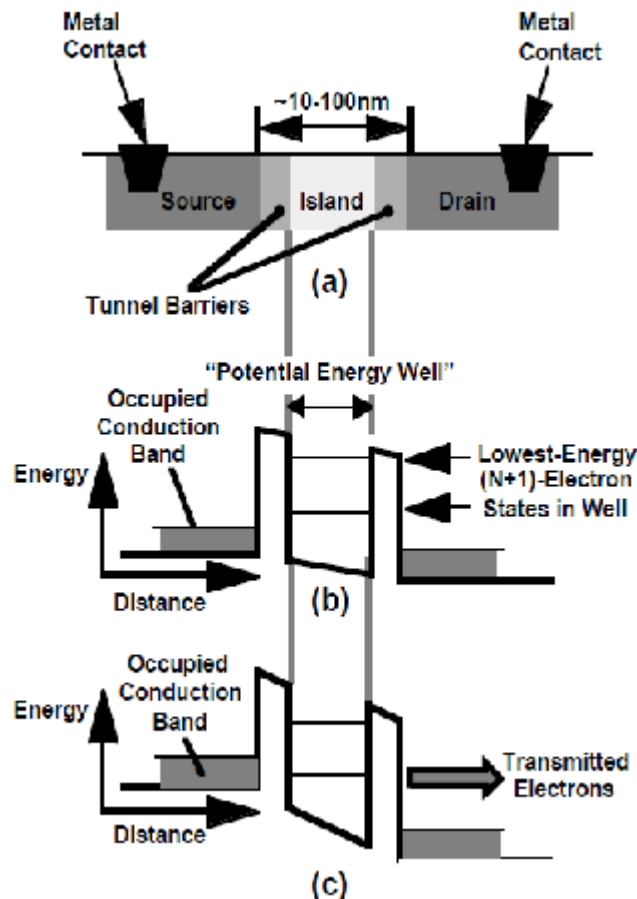 Metal
Contact
Metal
Contact
~10-100nm
Source
Island
Drain
Tunnel Barriers
(a)
"Potential Energy Well"
Occupied
Conduction
Band
Energy
Lowest-Energy
(N+1)-Electron
States in Well
Distance
(b)
Occupied
Conduction
Band
Energy
Transmitted
Electrons
Distance
(c)